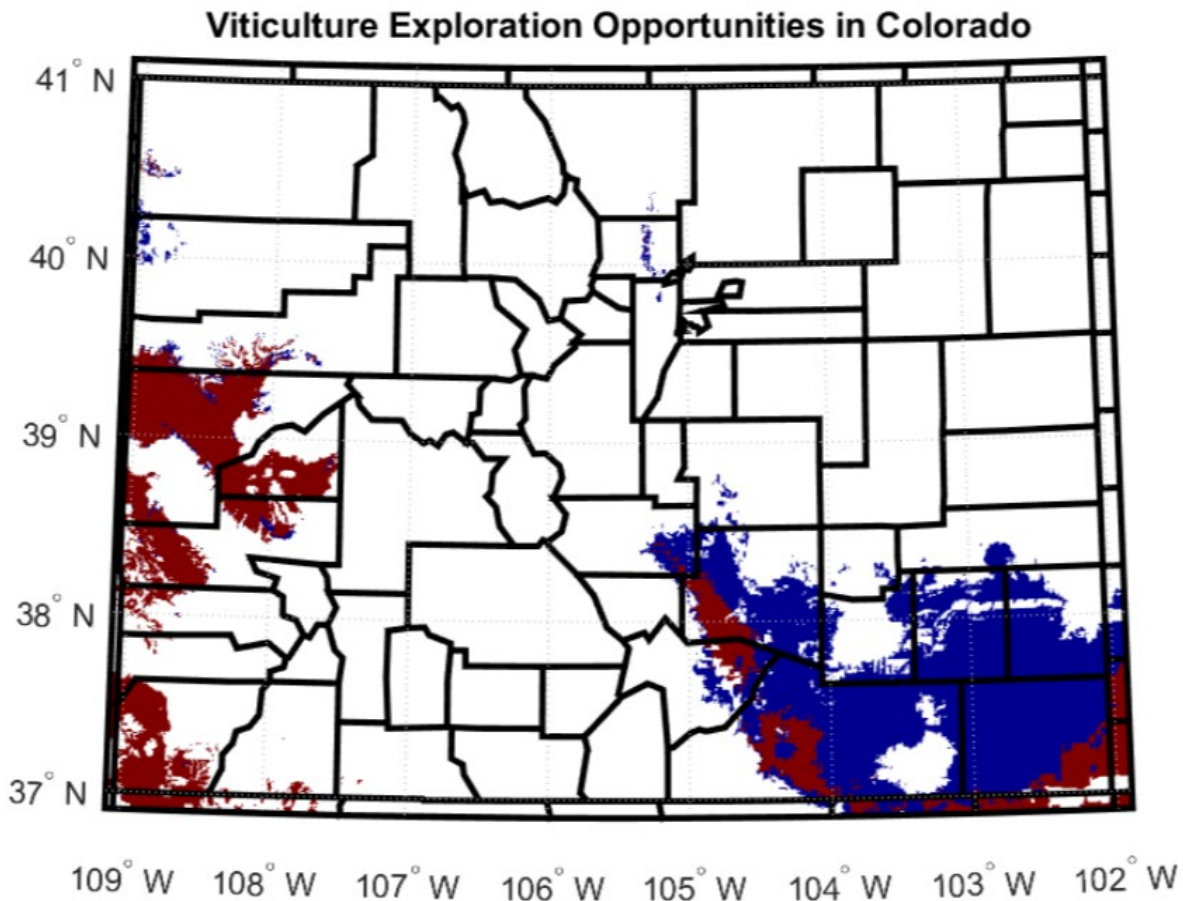 Viticulture Exploration Opportunities in Colorado
41° N
40° N
39° N
38° N
37° N
109° W 108° W 107° W 106° W 105° W 104° W 103° W 102° W